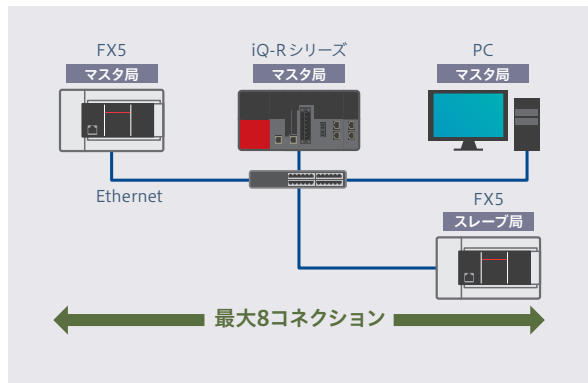 FX5
マスタ局
iQ-Rシリーズ
マスタ局
PC
マスタ局
Ethernet
FX5
スレーブ局
最大8コネクション